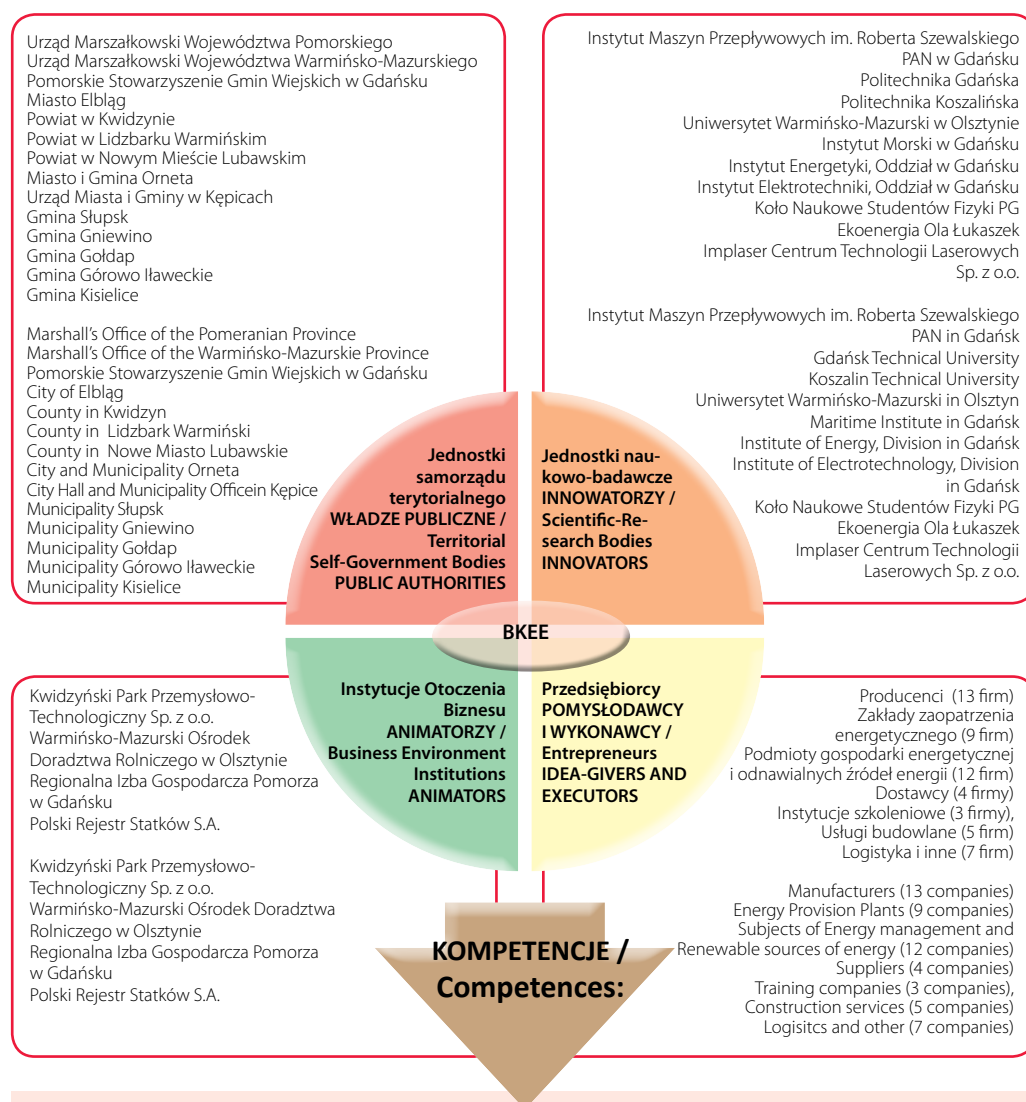 Urząd Marszałkowski Województwa Pomorskiego
Urząd Marszałkowski Województwa Warmińsko-Mazurskiego
Pomorskie Stowarzyszenie Gmin Wiejskich w Gdańsku
Miasto Elbląg
Powiat w Kwidzynie
Powiat w Lidzbarku Warmińskim
Powiat w Nowym Mieście Lubawskim
Miasto i Gmina Orneta
Urząd Miasta i Gminy w Kępicach
Gmina Słupsk
Gmina Gniewino
Gmina Gołdap
Gmina Górowo Iławeckie
Gmina Kisielice
Marshall's Office of the Pomeranian Province
Marshall's Office of the Warmińsko-Mazurskie Province
Pomorskie Stowarzyszenie Gmin Wiejskich w Gdańsku
City of Elbląg
County in Kwidzyn
County in Lidzbark Warmiński
County in Nowe Miasto Lubawskie
City and Municipality Orneta
City Hall and Municipality Officein Kępice
Municipality Słupsk
Municipality Gniewino
Municipality Gołdap
Municipality Górowo Iławeckie
Municipality Kisielice
Instytut Maszyn Przepływowych im. Roberta Szewalskiego
PAN w Gdańsku
Politechnika Gdańska
Politechnika Koszalińska
Uniwersytet Warmińsko-Mazurski w Olsztynie
Instytut Morski w Gdańsku
Instytut Energetyki, Oddział w Gdańsku
Instytut Elektrotechniki, Oddział w Gdańsku
Koło Naukowe Studentów Fizyki PG
Ekoenergia Ola Łukaszek
Implaser Centrum Technologii Laserowych
Sp. z o.o.
Instytut Maszyn Przepływowych im. Roberta Szewalskiego
PAN in Gdańsk
Gdańsk Technical University
Koszalin Technical University
Uniwersytet Warmińsko-Mazurski in Olsztyn
Maritime Institute in Gdańsk
Institute of Energy, Division in Gdańsk
Institute of Electrotechnology, Division
in Gdańsk
Koło Naukowe Studentów Fizyki PG
Ekoenergia Ola Łukaszek
Implaser Centrum Technologii
Laserowych Sp. z o.o.
Jednostki
samorządu
terytorialnego
WŁADZE PUBLICZNE /
Territorial
Self-Government Bodies
PUBLIC AUTHORITIES
Jednostki nau-
kowo-badawcze
INNOWATORZY /
Scientific-Re-
search Bodies
INNOVATORS
BKEE
Instytucje Otoczenia
Biznesu
ANIMATORZY /
Business Environment
Institutions
ANIMATORS
Przedsiębiorcy
POMYSŁODAWCY
I WYKONAWCY /
Entrepreneurs
IDEA-GIVERS AND
EXECUTORS
Kwidzyński Park Przemysłowo-
Technologiczny Sp. z o.o.
Warmińsko-Mazurski Ośrodek
Doradztwa Rolniczego w Olsztynie
Regionalna Izba Gospodarcza Pomorza
w Gdańsku
Polski Rejestr Statków S.A.
Kwidzyński Park Przemysłowo-
Technologiczny Sp. z o.o.
Warmińsko-Mazurski Ośrodek Doradztwa
Rolniczego w Olsztynie
Regionalna Izba Gospodarcza Pomorza
w Gdańsku
Polski Rejestr Statków S.A.
Producenci (13 firm)
Zakłady zaopatrzenia
energetycznego (9 firm)
Podmioty gospodarki energetycznej
i odnawialnych źródeł energii (12 firm)
Dostawcy (4 firmy)
Instytucje szkoleniowe (3 firmy),
Usługi budowlane (5 firm)
Logistyka i inne (7 firm)
Manufacturers (13 companies)
Energy Provision Plants (9 companies)
Subjects of Energy management and
Renewable sources of energy (12 companies)
Suppliers (4 companies)
Training companies (3 companies),
Construction services (5 companies)
Logisitcs and other (7 companies)
KOMPETENCJE /
Competences: